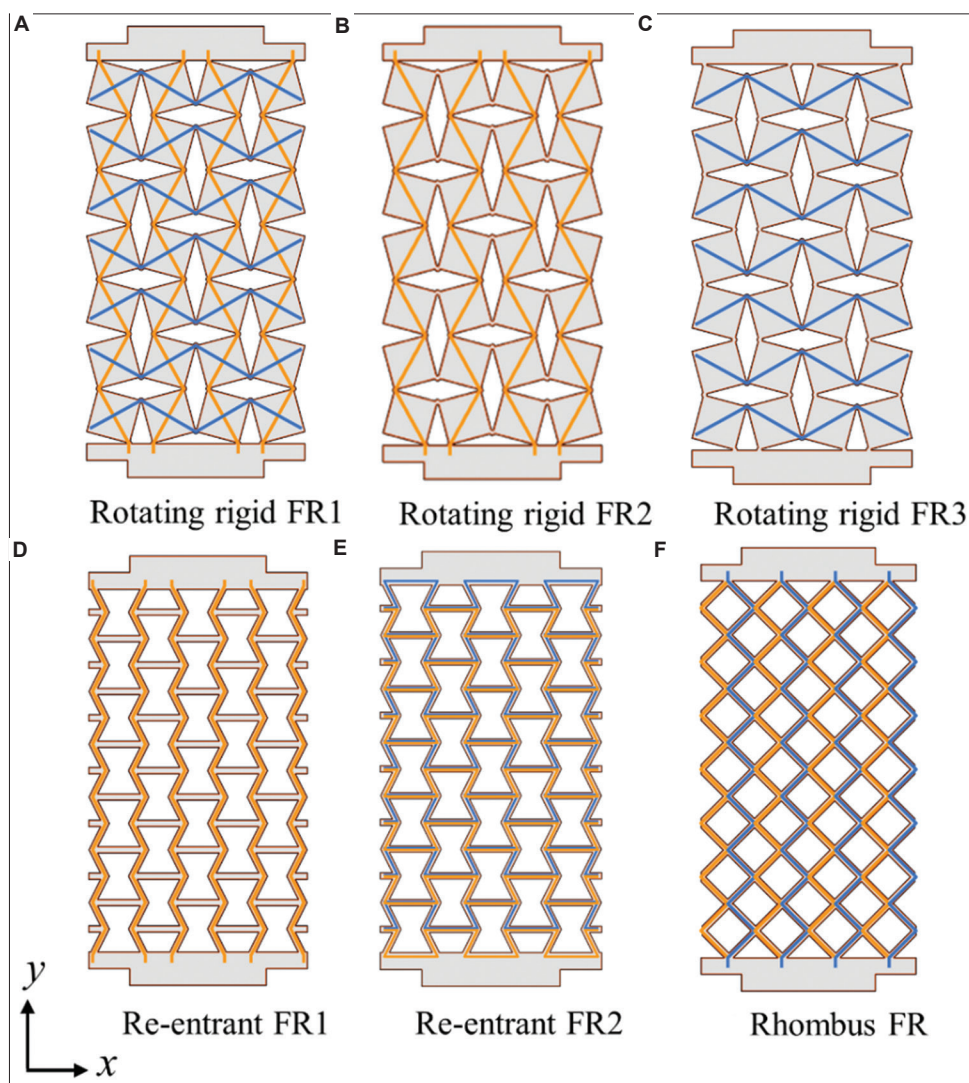 A
B
C
Rotating rigid FR1
Rotating rigid FR2
Rotating rigid FR3
D
E
F
Re-entrant FR1
Re-entrant FR2
Rhombus FR
y
x